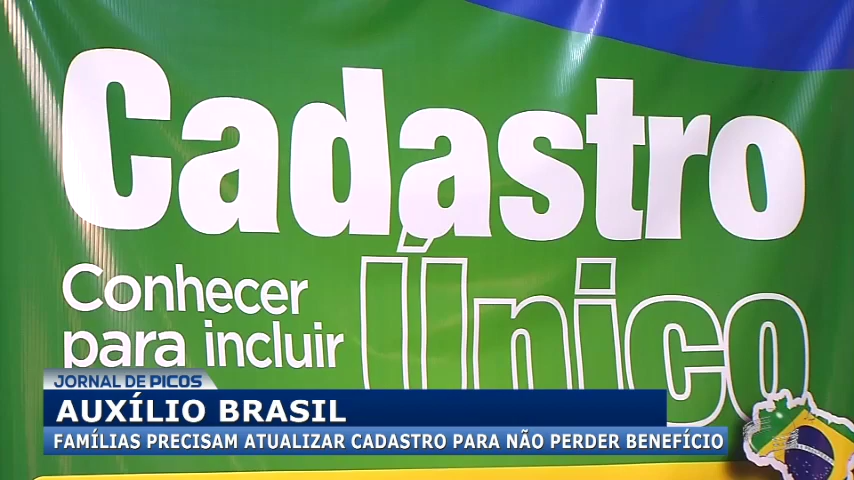 Cadastro
Único
Conhecer
para incluir
JORNAL DE PICOS
AUXÍLIO BRASIL
FAMÍLIAS PRECISAM ATUALIZAR CADASTRO PARA NÃO PERDER BENEFÍCIO